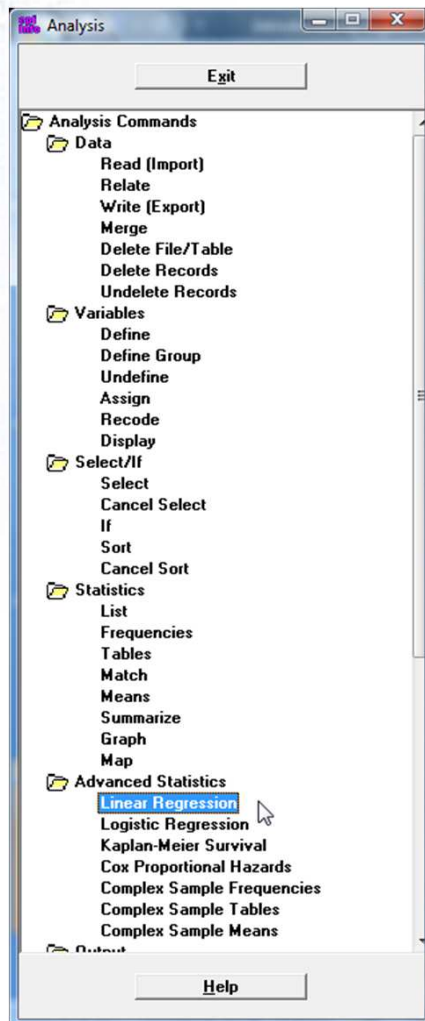 Epi Info Analysis
Exit
Analysis Commands
Data
Read (Import)
Relate
Write (Export)
Merge
Delete File/Table
Delete Records
Undelete Records
Variables
Define
Define Group
Undefine
Assign
Recode
Display
Select/If
Select
Cancel Select
If
Sort
Cancel Sort
Statistics
List
Frequencies
Tables
Match
Means
Summarize
Graph
Map
Advanced Statistics
Linear Regression
Logistic Regression
Kaplan-Meier Survival
Cox Proportional Hazards
Complex Sample Frequencies
Complex Sample Tables
Complex Sample Means
Output
Help